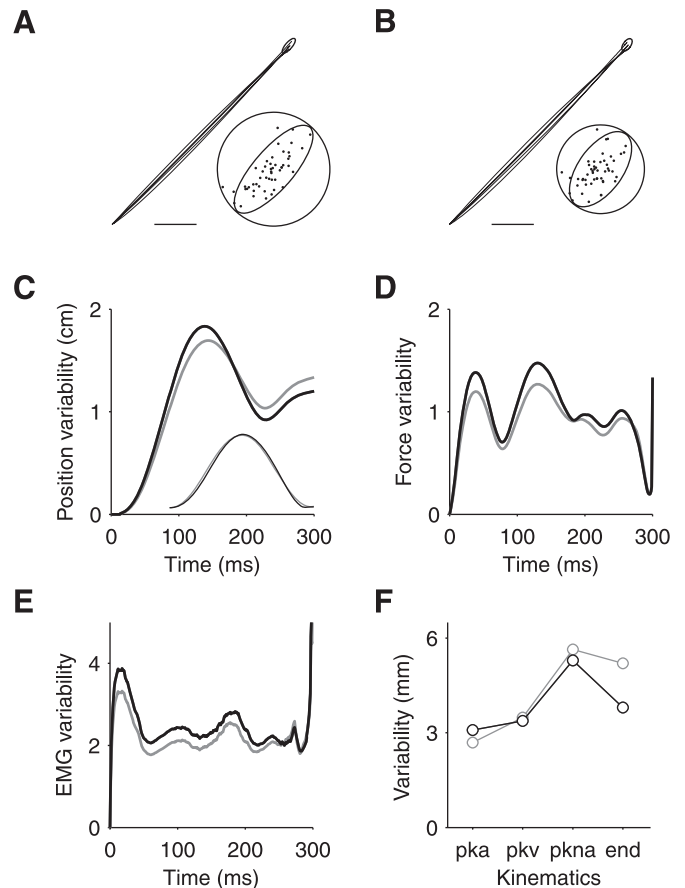 A
B
C
Position variability (cm)
2
1
0
0 100 200 300
Time (ms)
D
Force variability
2
1
0
0 100 200 300
Time (ms)
E
EMG variability
4
2
0
0 100 200 300
Time (ms)
F
Variability (mm)
6
3
0
pka pkv pkna end
Kinematics